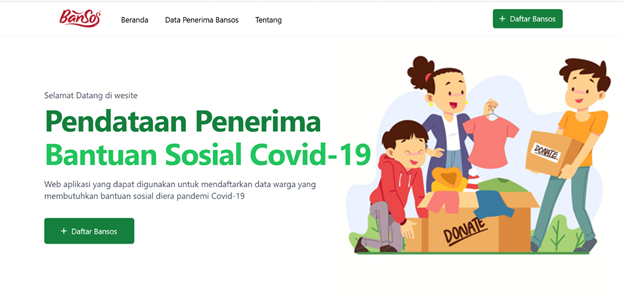 BanSos
Beranda
Data Penerima Bansos
Tentang
+ Daftar Bansos
Selamat Datang di wesite
Pendataan Penerima
Bantuan Sosial Covid-19
Web aplikasi yang dapat digunakan untuk mendaftarkan data warga yang
membutuhkan bantuan sosial diera pandemi Covid-19
+ Daftar Bansos
DONATE
DONATE